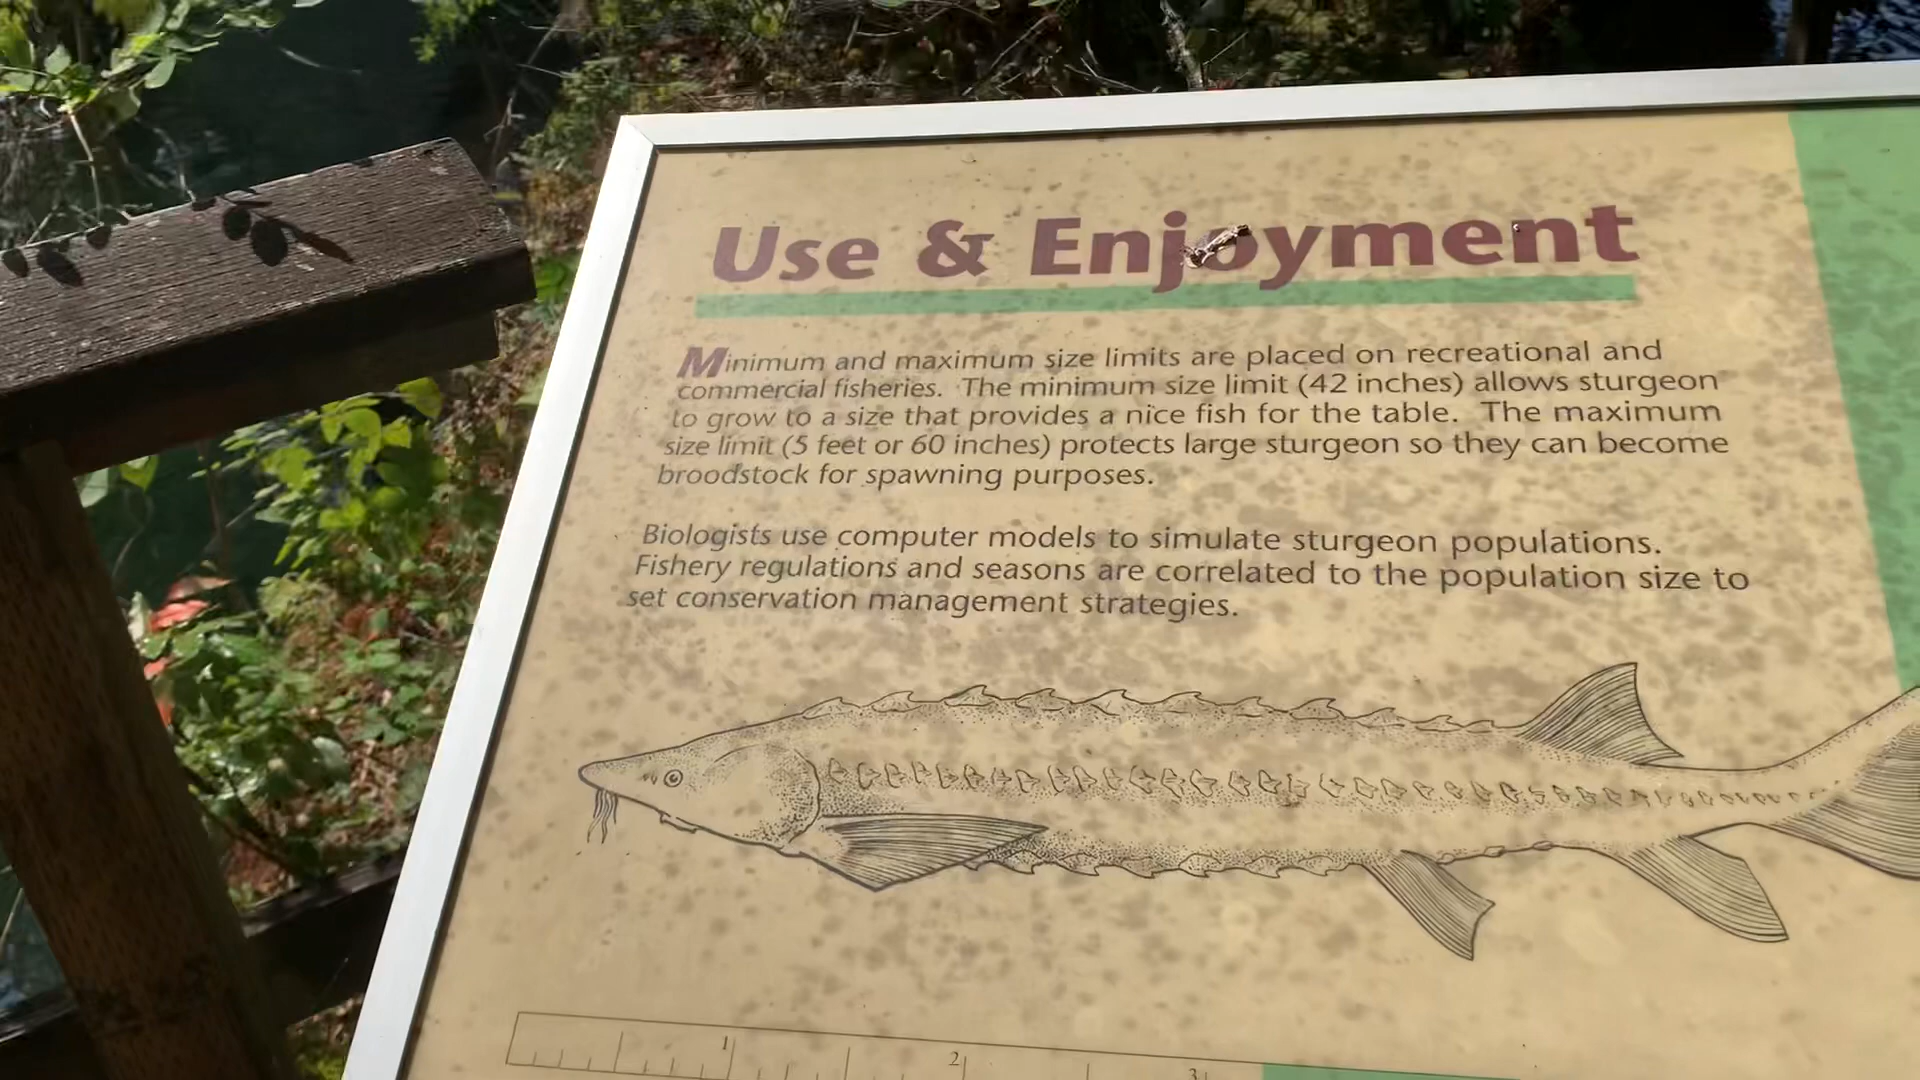 Use & Enjoyment
Minimum and maximum size limits are placed on recreational and
commercial fisheries. The minimum size limit (42 inches) allows sturgeon
to grow to a size that provides a nice fish for the table. The maximum
size limit (5 feet or 60 inches) protects large sturgeon so they can become
broodstock for spawning purposes.
Biologists use computer models to simulate sturgeon populations.
Fishery regulations and seasons are correlated to the population size to
set conservation management strategies.
1 2 3